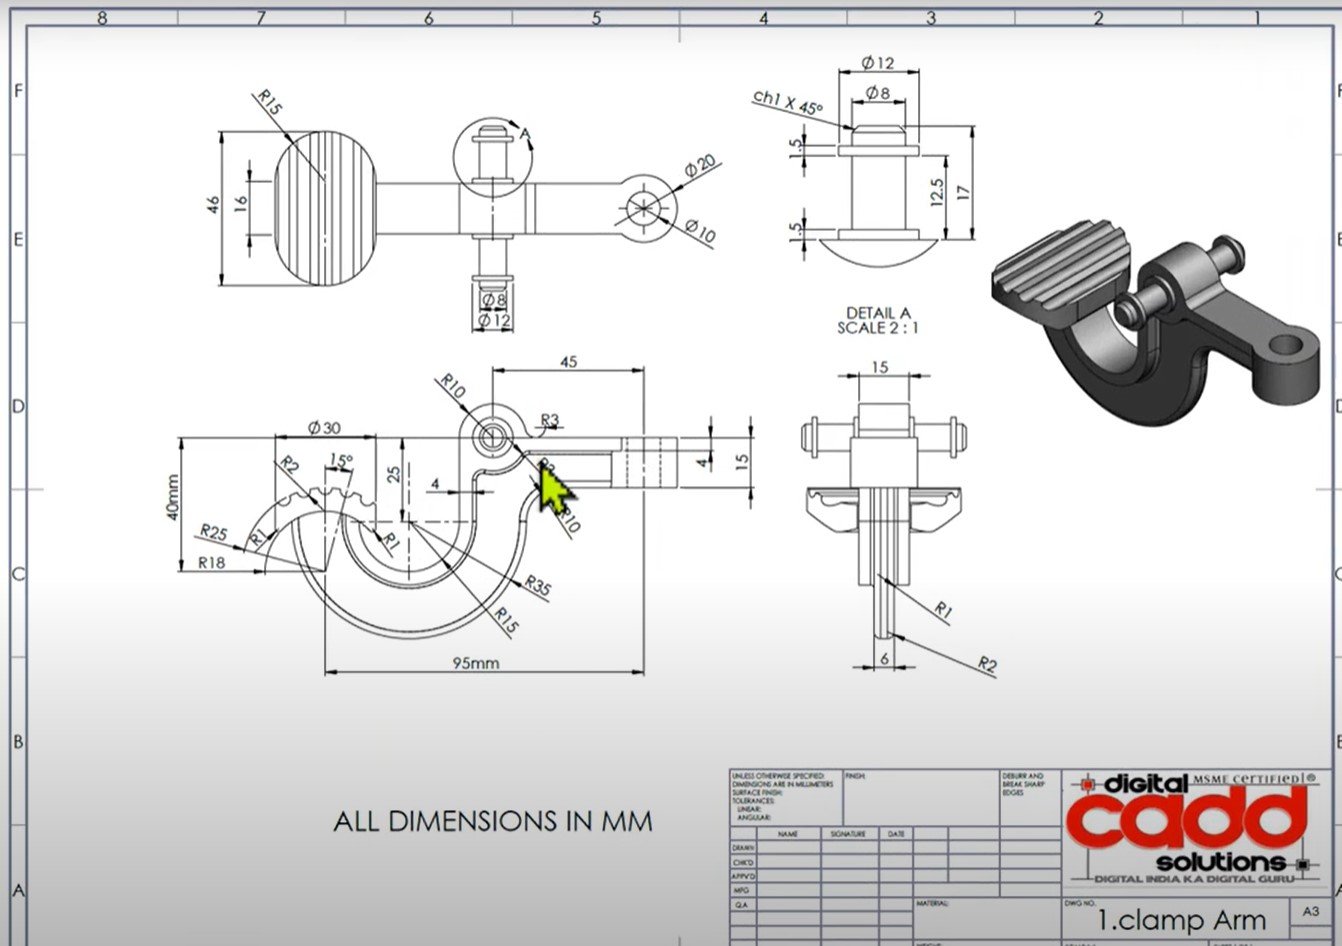 8 7 6 5 4 3 2 1
F
E
D
C
B
A
R15
46
16
A
Ø20
Ø10
Ø8
Ø12
Ø12
Ø8
ch1 X 45°
1.5
1.5
12.5
17
DETAIL A
SCALE 2 : 1
45
R10
R3
Ø30
15°
R2
25
4
40mm
R25
R1
R18
R1
R10
R35
R15
4
15
95mm
15
R1
R2
6
ALL DIMENSIONS IN MM
UNLESS OTHERWISE SPECIFIED:
DIMENSIONS ARE IN MILLIMETERS
SURFACE FINISH:
TOLERANCES:
LINEAR:
ANGULAR:
FINISH:
DEBURR AND
BREAK SHARP
EDGES
NAME SIGNATURE DATE
DRAWN
CHK'D
APPV'D
MFG
Q.A
MATERIAL:
digital MSME CERTIFIED!®
cadd
solutions
DIGITAL INDIA KA DIGITAL GURU
DWG NO.
1.clamp Arm
A3